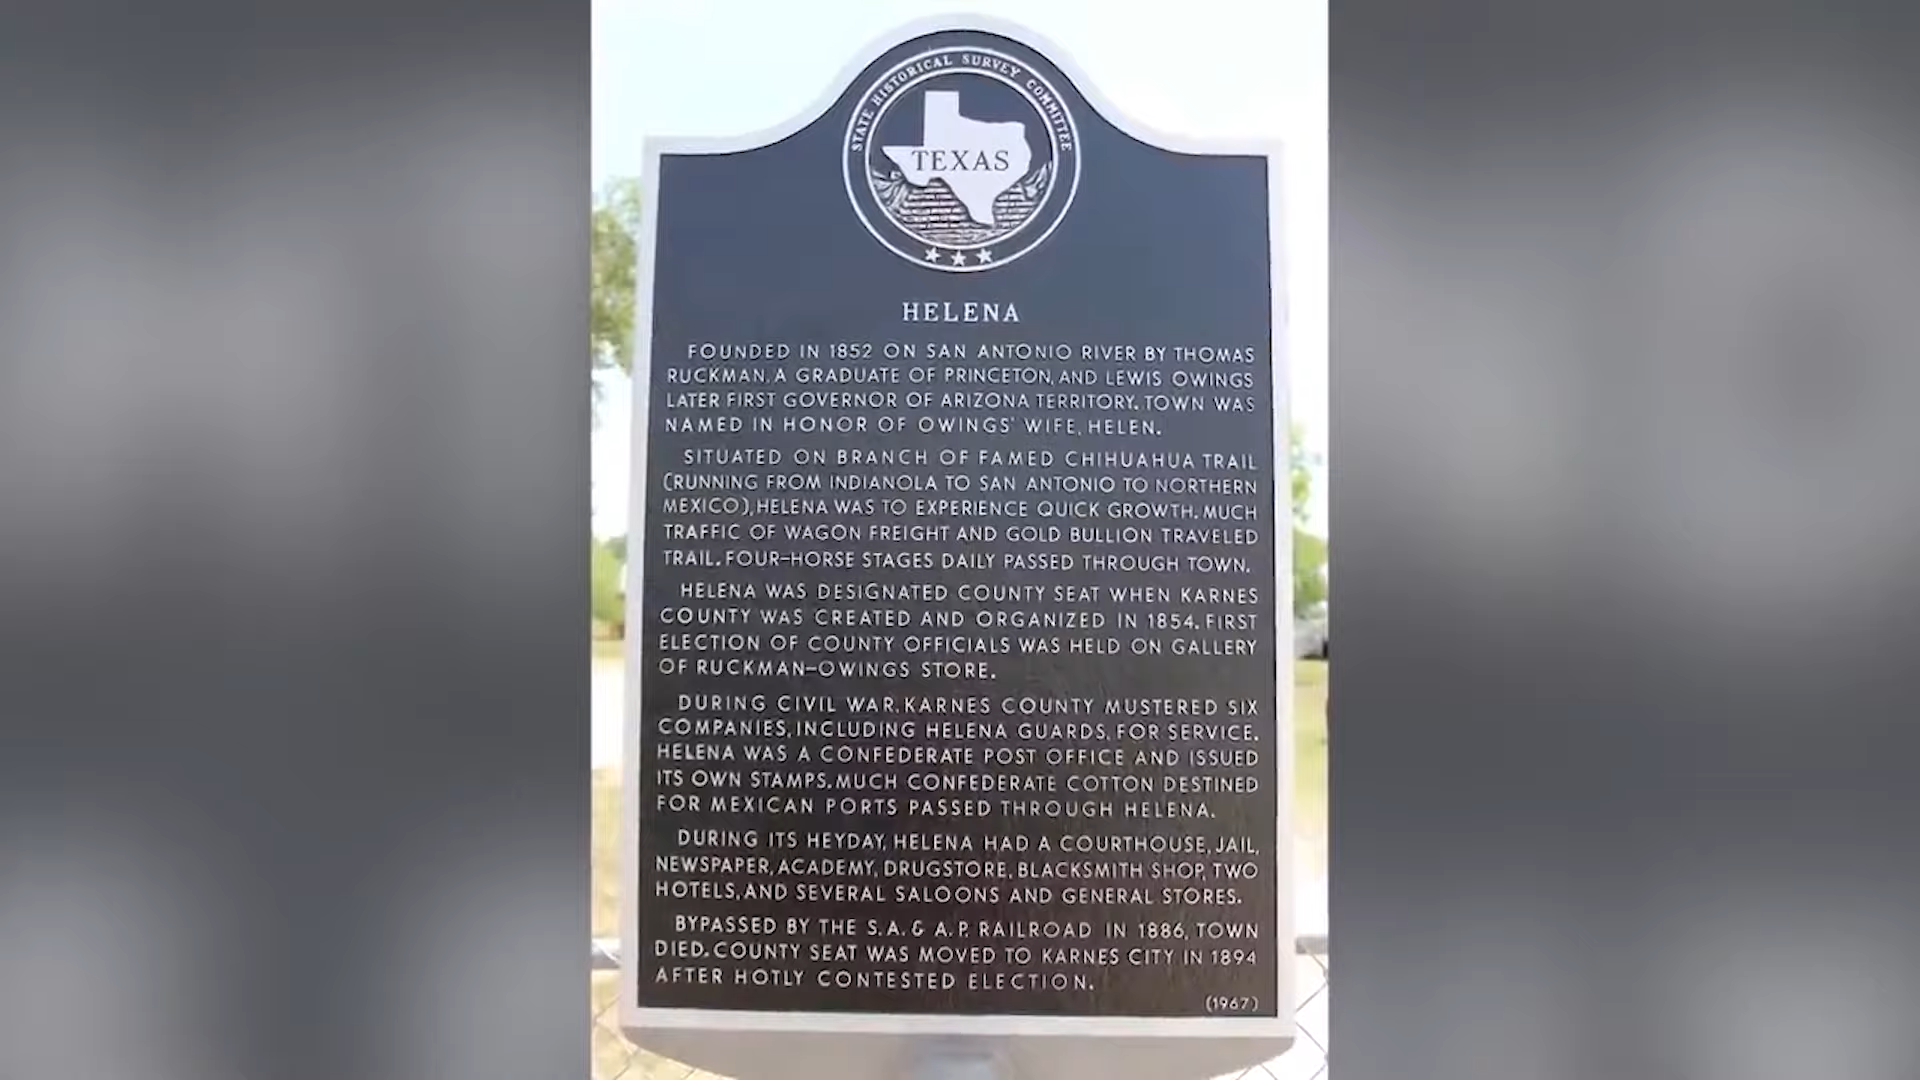 STATE HISTORICAL SURVEY COMMITTEE
TEXAS
HELENA
FOUNDED IN 1852 ON SAN ANTONIO RIVER BY THOMAS
RUCKMAN, A GRADUATE OF PRINCETON, AND LEWIS OWINGS
LATER FIRST GOVERNOR OF ARIZONA TERRITORY. TOWN WAS
NAMED IN HONOR OF OWINGS' WIFE, HELEN.
SITUATED ON BRANCH OF FAMED CHIHUAHUA TRAIL
(RUNNING FROM INDIANOLA TO SAN ANTONIO TO NORTHERN
MEXICO), HELENA WAS TO EXPERIENCE QUICK GROWTH. MUCH
TRAFFIC OF WAGON FREIGHT AND GOLD BULLION TRAVELED
TRAIL. FOUR-HORSE STAGES DAILY PASSED THROUGH TOWN.
HELENA WAS DESIGNATED COUNTY SEAT WHEN KARNES
COUNTY WAS CREATED AND ORGANIZED IN 1854. FIRST
ELECTION OF COUNTY OFFICIALS WAS HELD ON GALLERY
OF RUCKMAN-OWINGS STORE.
DURING CIVIL WAR, KARNES COUNTY MUSTERED SIX
COMPANIES, INCLUDING HELENA GUARDS, FOR SERVICE.
HELENA WAS A CONFEDERATE POST OFFICE AND ISSUED
ITS OWN STAMPS. MUCH CONFEDERATE COTTON DESTINED
FOR MEXICAN PORTS PASSED THROUGH HELENA.
DURING ITS HEYDAY, HELENA HAD A COURTHOUSE, JAIL,
NEWSPAPER, ACADEMY, DRUGSTORE, BLACKSMITH SHOP, TWO
HOTELS, AND SEVERAL SALOONS AND GENERAL STORES.
BYPASSED BY THE S.A. & A.P. RAILROAD IN 1886, TOWN
DIED. COUNTY SEAT WAS MOVED TO KARNES CITY IN 1894
AFTER HOTLY CONTESTED ELECTION.
(1967)